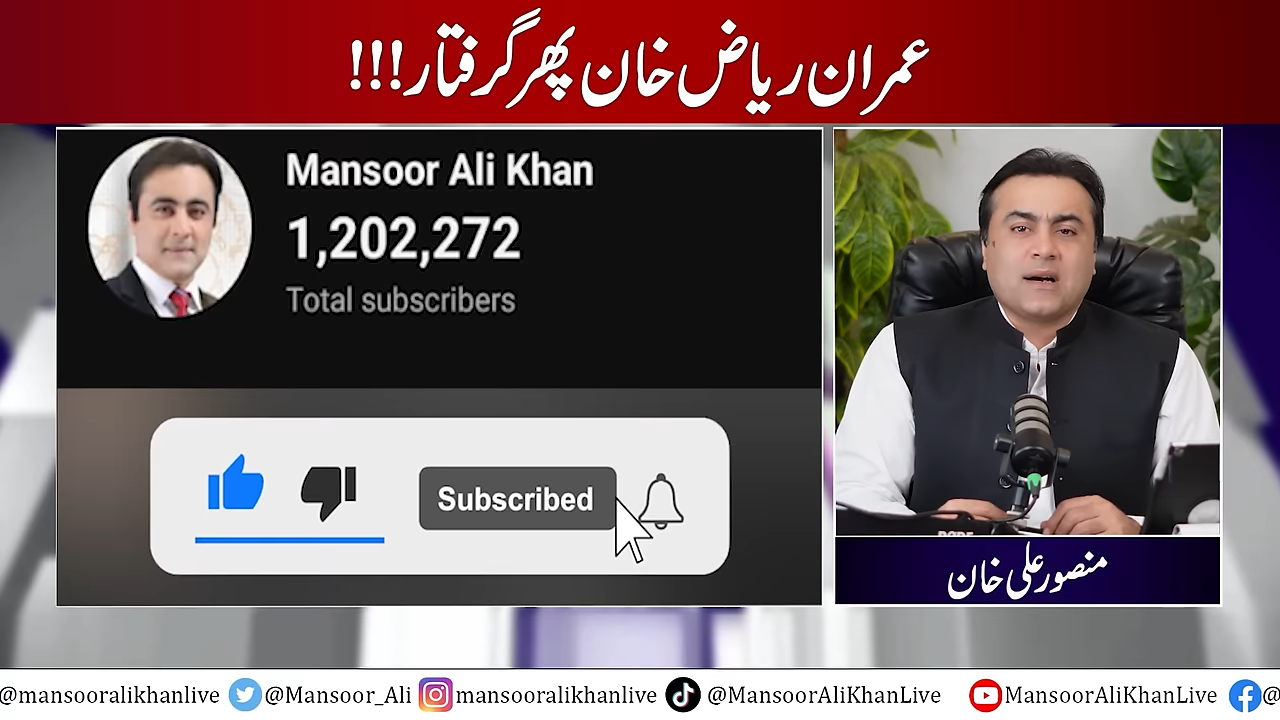 عمران ریاض خان پھر گرفتار!!!
Mansoor Ali Khan
1,202,272
Total subscribers
Subscribed
RODE
منصور علی خان
@mansooralikhanlive @Mansoor_Ali mansooralikhanlive @MansoorAliKhanLive MansoorAliKhanLive @